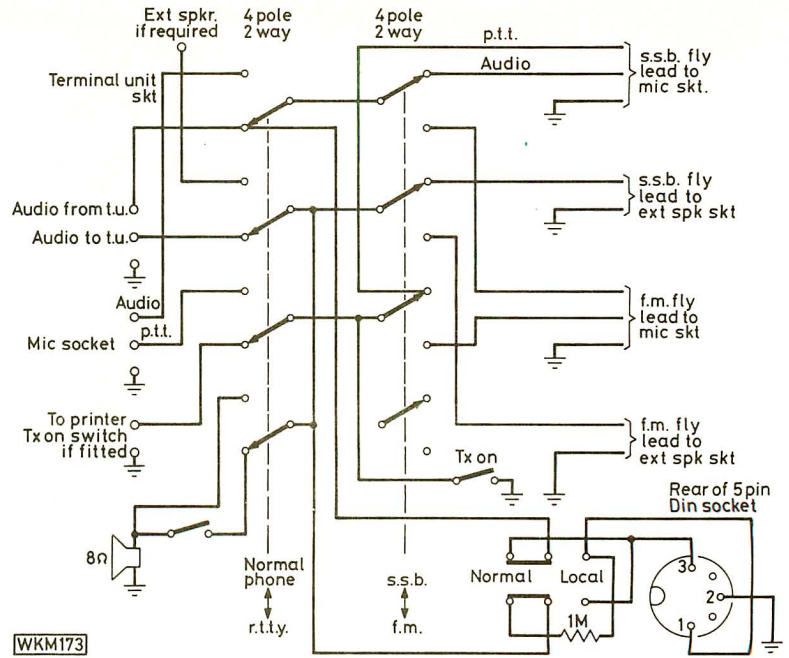 Ext spkr.
if required
4 pole
2 way
4 pole
2 way
p.t.t.
Audio
s.s.b. fly
lead to
mic skt.
Terminal unit
skt
s.s.b. fly
lead to
ext spk skt
Audio from t.u.
Audio to t.u.
Audio
p.t.t.
Mic socket
f.m. fly
lead to
mic skt
To printer
Tx on switch
if fitted
Tx on
f.m. fly
lead to
ext spk skt
Rear of 5 pin
Din socket
8Ω
Normal
phone
r.t.t.y.
s.s.b.
f.m.
Normal
Local
1M
3
2
1
WKM173